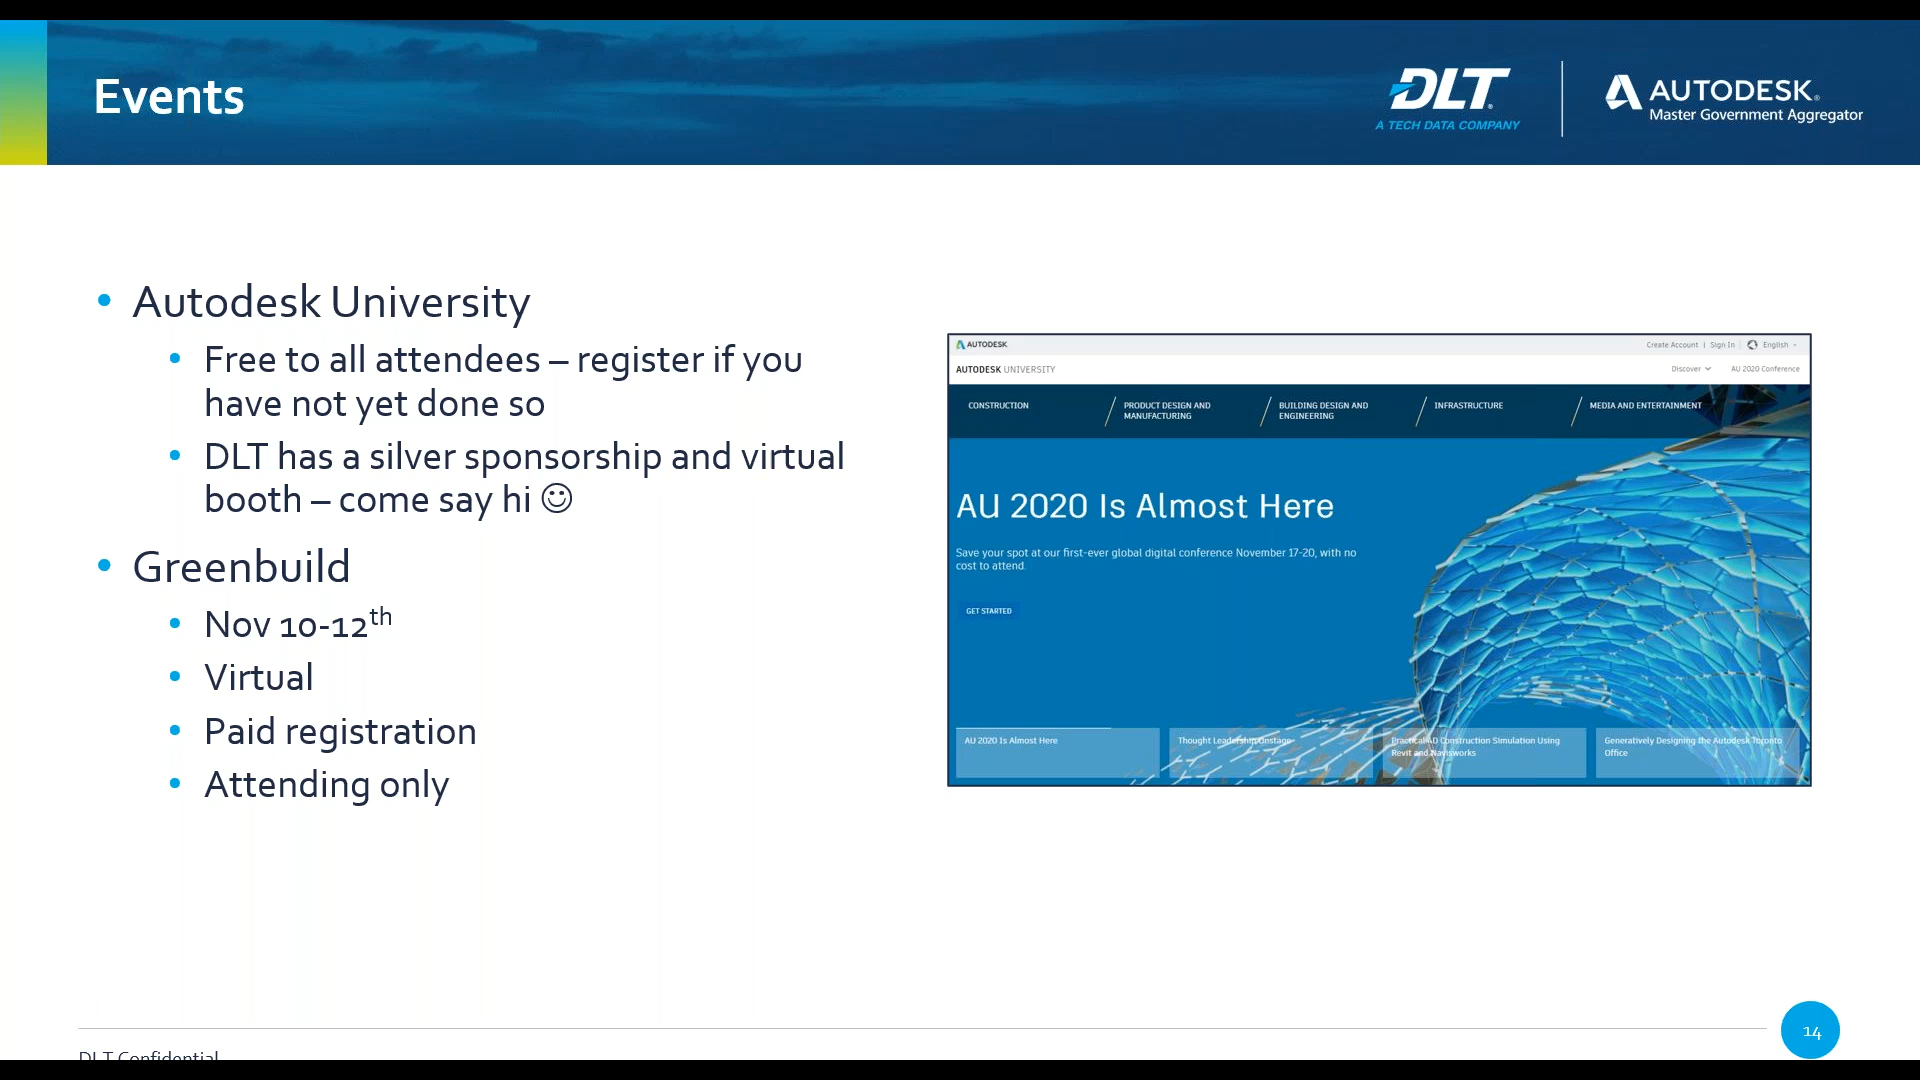 Events
DLT
A TECH DATA COMPANY
AUTODESK
Master Government Aggregator
• Autodesk University
• Free to all attendees – register if you
have not yet done so
• DLT has a silver sponsorship and virtual
booth – come say hi ☺
• Greenbuild
• Nov 10-12th
• Virtual
• Paid registration
• Attending only
AUTODESK
Create Account | Sign In | English
AUTODESK UNIVERSITY
Discover AU 2020 Conference
CONSTRUCTION
PRODUCT DESIGN AND
MANUFACTURING
BUILDING DESIGN AND
ENGINEERING
INFRASTRUCTURE
MEDIA AND ENTERTAINMENT
AU 2020 Is Almost Here
Save your spot at our first-ever global digital conference November 17-20, with no
cost to attend.
GET STARTED
AU 2020 Is Almost Here
Thought Leadership Onstage
Practical 4D Construction Simulation Using
Revit and Navisworks
Generatively Designing the Autodesk Toronto
Office
DLT Confidential
14